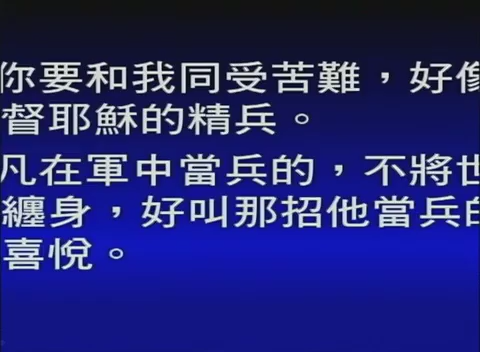 你要和我同受苦難，好像
督耶穌的精兵。
凡在軍中當兵的，不將世
纏身，好叫那招他當兵的
喜悅。